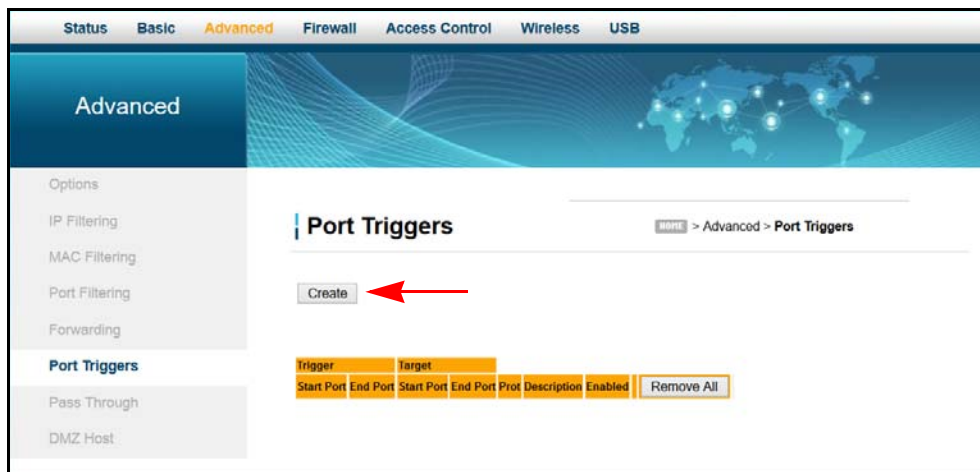 Status Basic Advanced Firewall Access Control Wireless USB
Advanced
Options
IP Filtering
MAC Filtering
Port Filtering
Forwarding
Port Triggers
Pass Through
DMZ Host
Port Triggers
HOME > Advanced > Port Triggers
Create
Trigger Target
Start Port End Port Start Port End Port Prot Description Enabled Remove All